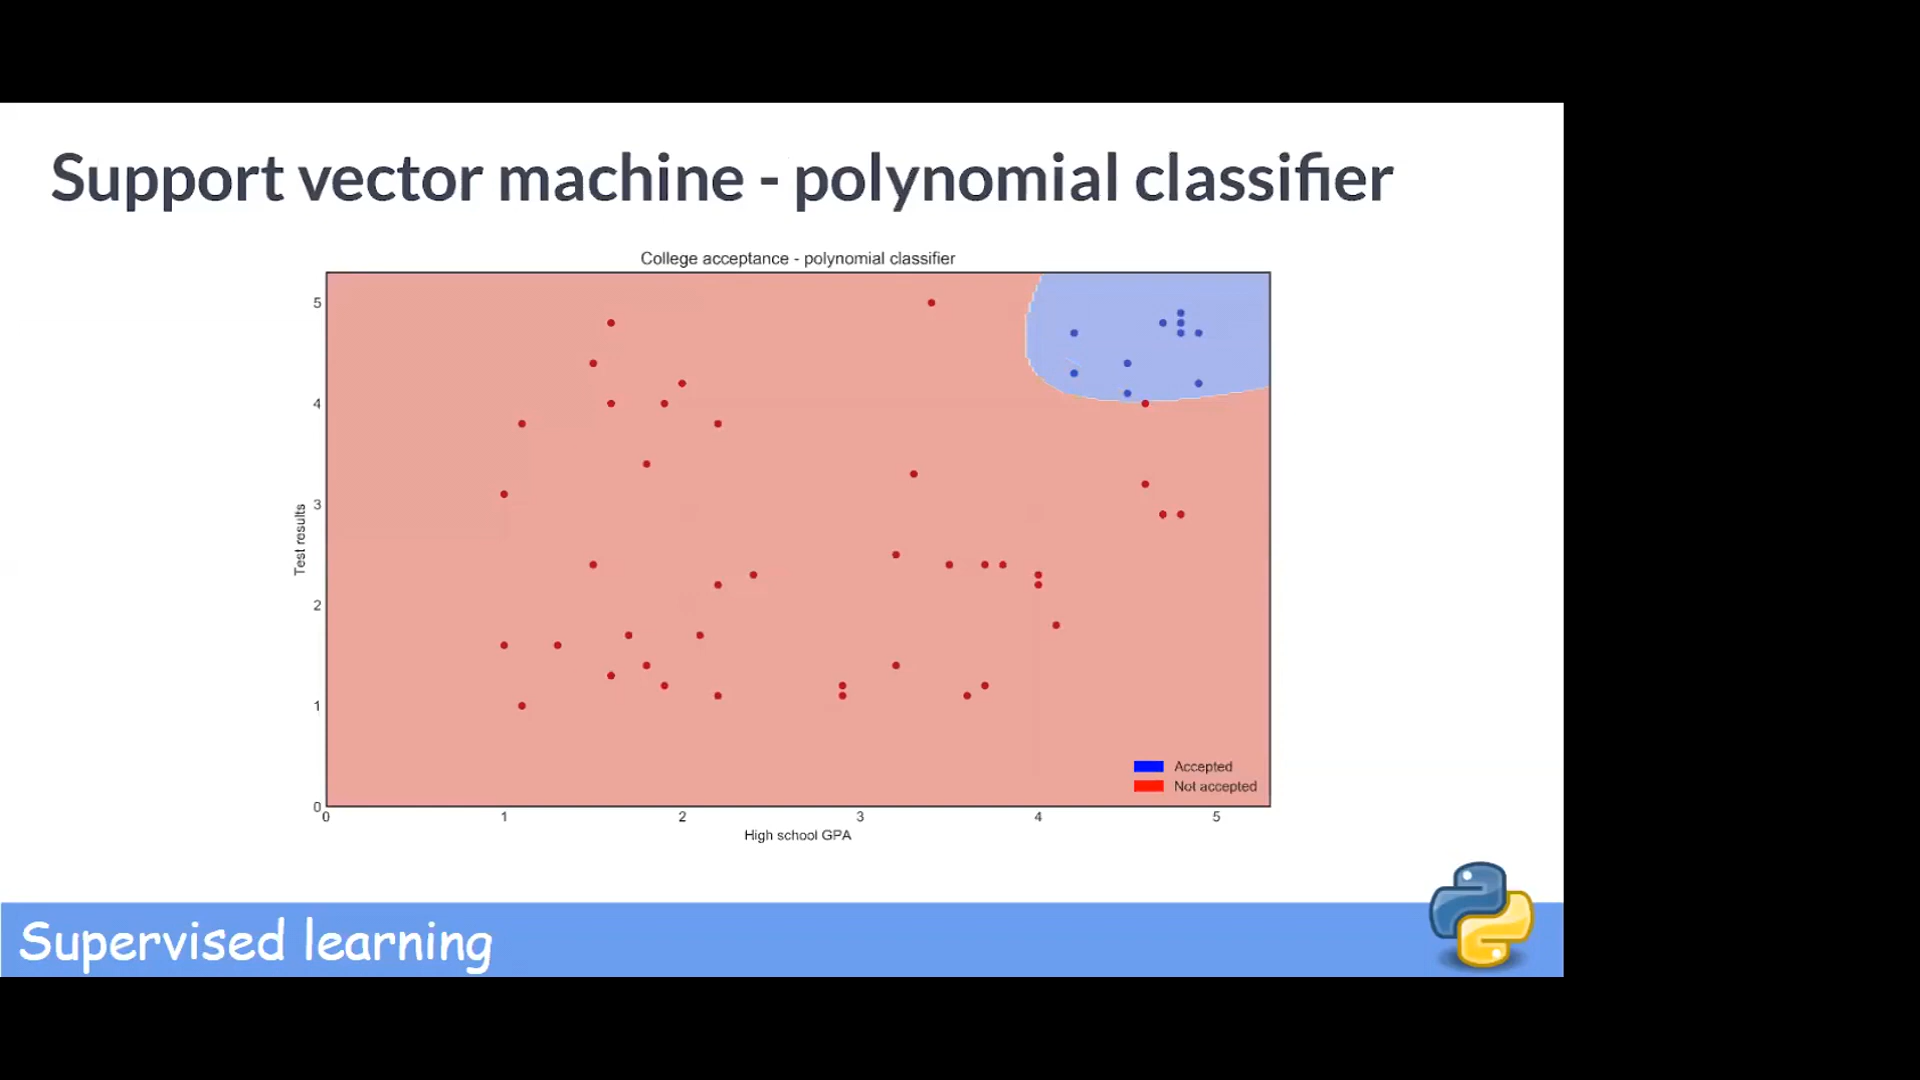 Support vector machine - polynomial classifier
College acceptance - polynomial classifier
5
4
3
2
1
0
Test results
0 1 2 3 4 5
High school GPA
Accepted
Not accepted
Supervised learning